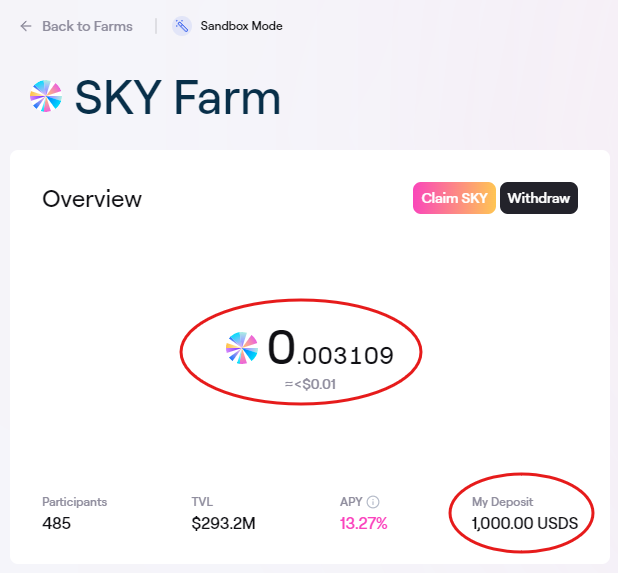 Back to Farms
Sandbox Mode
SKY Farm
Overview
Claim SKY
Withdraw
0.003109
=<$0.01
Participants
TVL
APY
My Deposit
485
$293.2M
13.27%
1,000.00 USDS